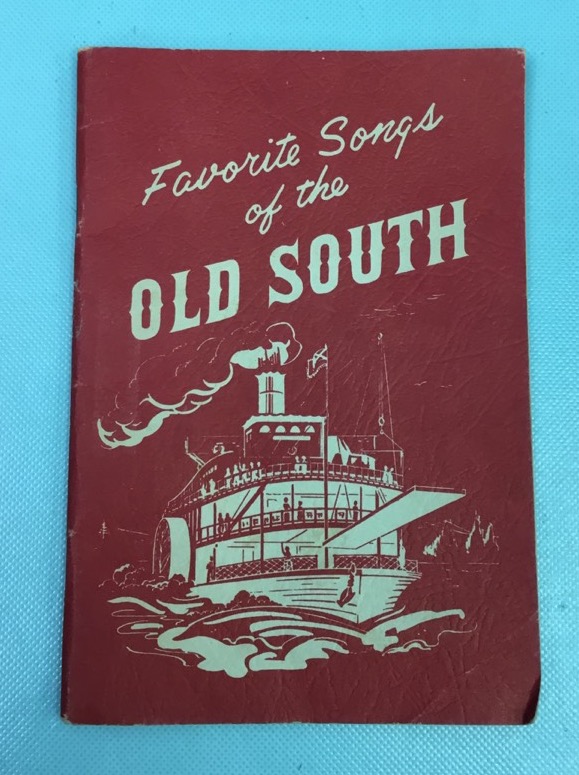 Favorite Songs
of the
OLD SOUTH